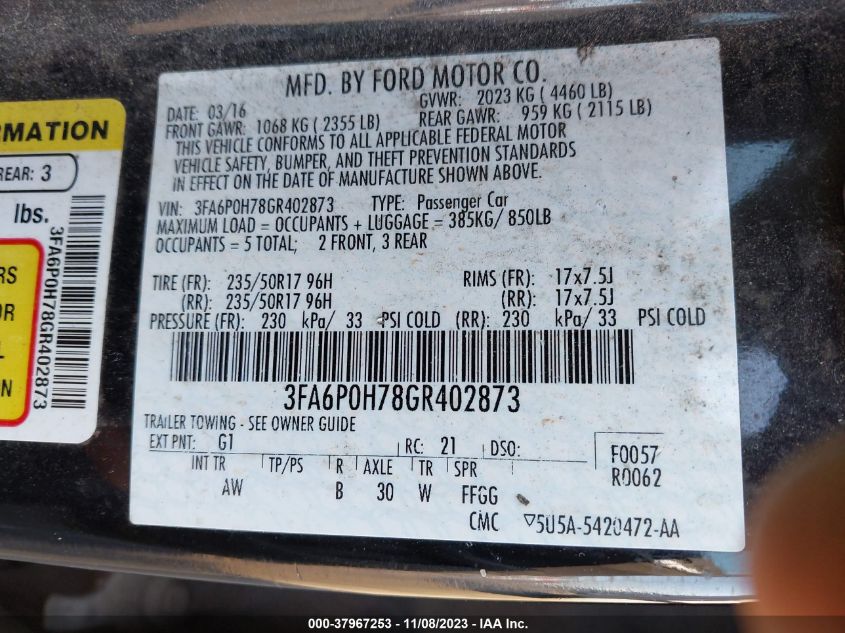 MFD. BY FORD MOTOR CO.
DATE: 03/16 GVWR: 2023 KG ( 4460 LB)
FRONT GAWR: 1068 KG ( 2355 LB) REAR GAWR: 959 KG ( 2115 LB)
THIS VEHICLE CONFORMS TO ALL APPLICABLE FEDERAL MOTOR
VEHICLE SAFETY, BUMPER, AND THEFT PREVENTION STANDARDS
IN EFFECT ON THE DATE OF MANUFACTURE SHOWN ABOVE.
VIN: 3FA6P0H78GR402873 TYPE: Passenger Car
MAXIMUM LOAD = OCCUPANTS + LUGGAGE = 385KG/ 850LB
OCCUPANTS = 5 TOTAL; 2 FRONT, 3 REAR
TIRE (FR): 235/50R17 96H RIMS (FR): 17x7.5J
(RR): 235/50R17 96H (RR): 17x7.5J
PRESSURE (FR): 230 kPa/ 33 PSI COLD (RR): 230 kPa/ 33 PSI COLD
3FA6P0H78GR402873
TRAILER TOWING - SEE OWNER GUIDE
EXT PNT: G1 RC: 21 DSO: F0057
R0062
INT TR TP/PS R AXLE TR SPR
AW B 30 W FFGG
CMC ▽5U5A-5420472-AA
RMATION
REAR: 3
lbs.
3FA6P0H78GR402873
RS
OR
L
N
000-37967253 - 11/08/2023 - IAA Inc.